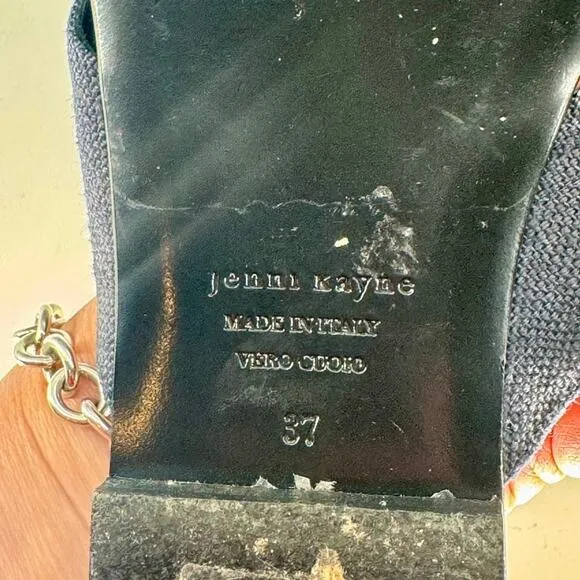 Jenni Kayne
MADE IN ITALY
VERO CUOIO
37